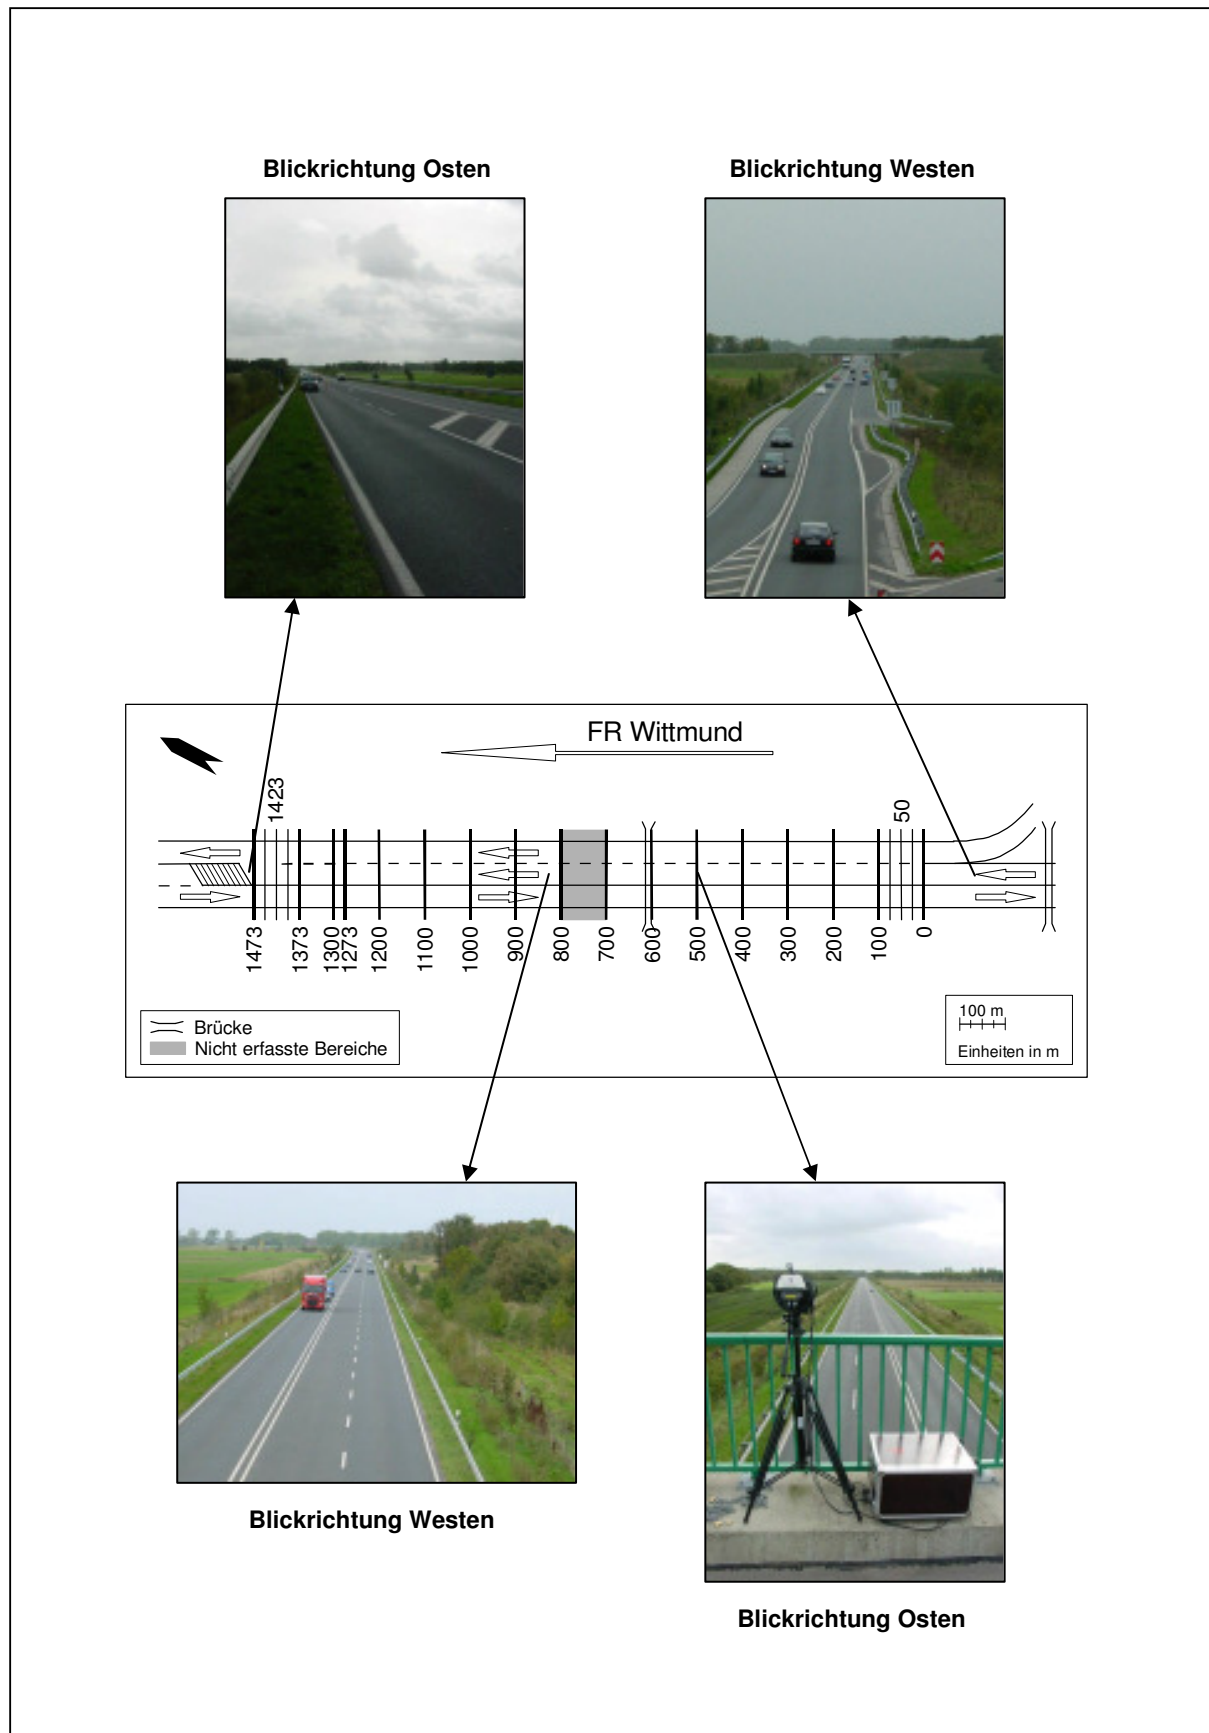 Blickrichtung Osten
Blickrichtung Westen
FR Wittmund
1423
50
1473
1373
1300
1273
1200
1100
1000
900
800
700
600
500
400
300
200
100
0
Brücke
Nicht erfasste Bereiche
100 m
Einheiten in m
Blickrichtung Westen
Blickrichtung Osten